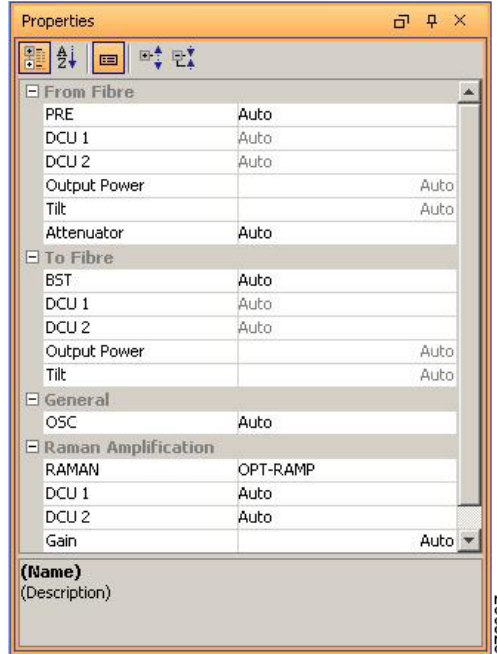 Properties
From Fibre
PRE Auto
DCU 1 Auto
DCU 2 Auto
Output Power Auto
Tilt Auto
Attenuator Auto
To Fibre
BST Auto
DCU 1 Auto
DCU 2 Auto
Output Power Auto
Tilt Auto
General
OSC Auto
Raman Amplification
RAMAN OPT-RAMP
DCU 1 Auto
DCU 2 Auto
Gain Auto
(Name)
(Description)